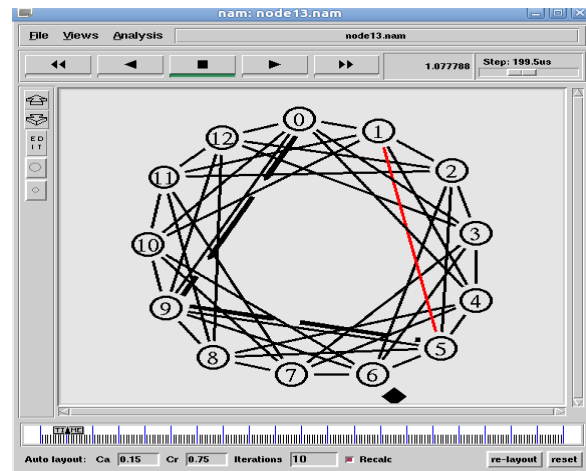 nam: node13.nam
File Views Analysis node13.nam
1.077788 Step: 199.5us
E D
I T
0
1
12
2
11
3
10
4
9
5
8
7
6
TIME
Auto layout: Ca 0.15 Cr 0.75 Iterations 10 Recalc re-layout reset